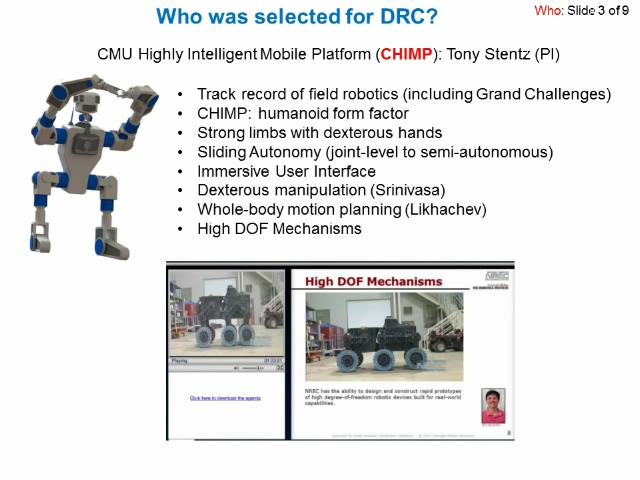 Who was selected for DRC?
Who: Slide 3 of 9
CMU Highly Intelligent Mobile Platform (CHIMP): Tony Stentz (PI)
• Track record of field robotics (including Grand Challenges)
• CHIMP: humanoid form factor
• Strong limbs with dexterous hands
• Sliding Autonomy (joint-level to semi-autonomous)
• Immersive User Interface
• Dexterous manipulation (Srinivasa)
• Whole-body motion planning (Likhachev)
• High DOF Mechanisms
High DOF Mechanisms
Playing
Click here to download the agenda
NREC has the ability to design and construct rapid prototypes
of high degree-of-freedom robotic devices built for real-world
capabilities.
8